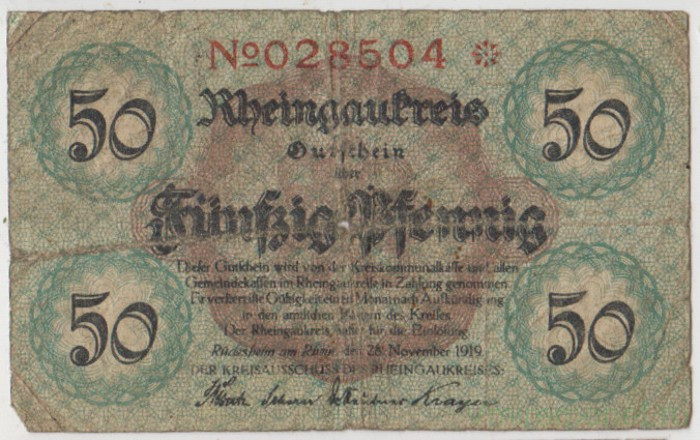 50 №028504 * 50
Rheingaukreis
Gutschein
über
Fünfzig Pfennig
Dieser Gutschein wird von der Kreiskommunalkasse und allen
Gemeindekassen im Rheingaukreise in Zahlung genommen.
Er verliert die Gültigkeit einen Monat nach Aufkündigung
in den amtlichen Blättern des Kreises.
Der Rheingaukreis haftet für die Einlösung.
50 50
Rüdesheim am Rhein, den 28. November 1919.
DER KREISAUSSCHUSS DES RHEINGAUKREISES: